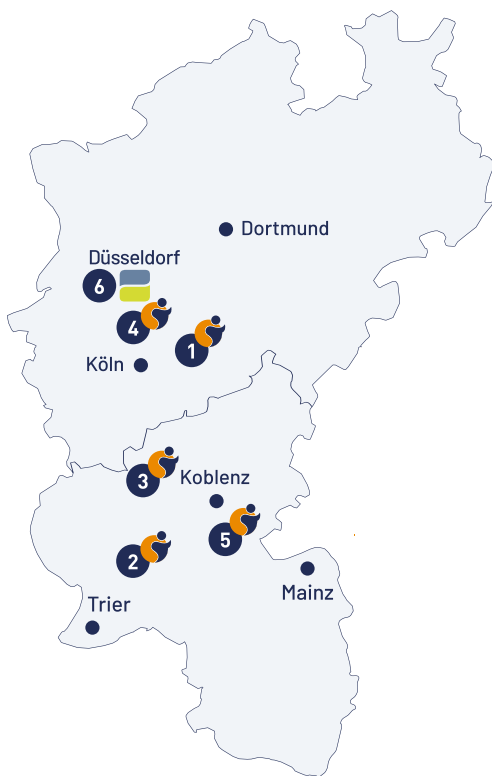 Dortmund
Düsseldorf
6
4
1
Köln
3
Koblenz
5
2
Mainz
Trier